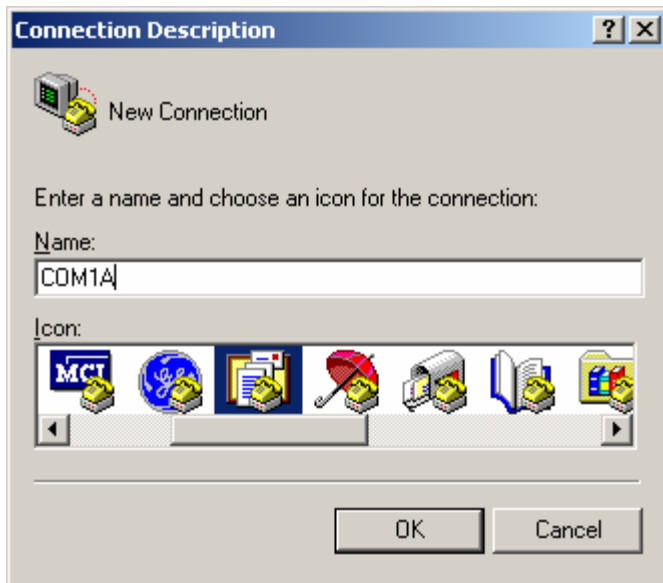 Connection Description
New Connection
Enter a name and choose an icon for the connection:
Name:
COM1A
Icon:
MCI
OK Cancel